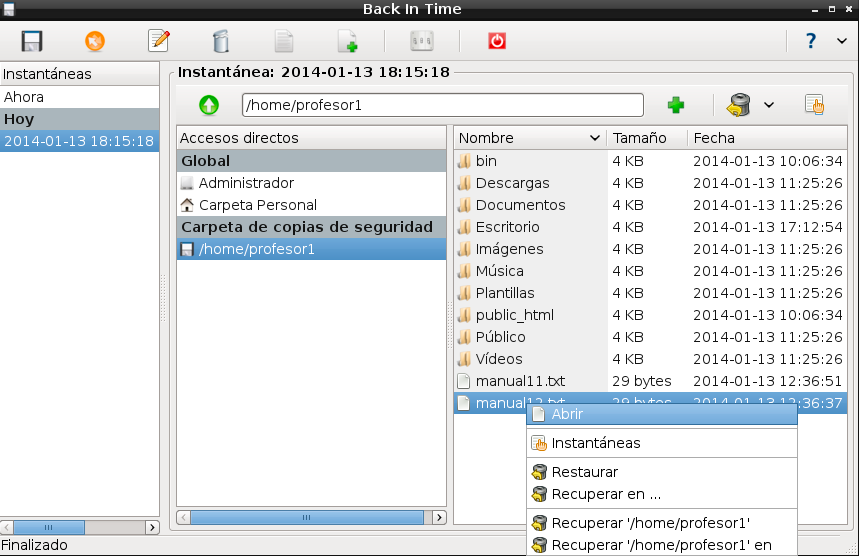 Back In Time
?
Instantáneas
Ahora
Hoy
2014-01-13 18:15:18
Instantánea: 2014-01-13 18:15:18
/home/profesor1
Accesos directos
Global
Administrador
Carpeta Personal
Carpeta de copias de seguridad
/home/profesor1
Nombre Tamaño Fecha
bin 4 KB 2014-01-13 10:06:34
Descargas 4 KB 2014-01-13 11:25:26
Documentos 4 KB 2014-01-13 11:25:26
Escritorio 4 KB 2014-01-13 17:12:54
Imágenes 4 KB 2014-01-13 11:25:26
Música 4 KB 2014-01-13 11:25:26
Plantillas 4 KB 2014-01-13 11:25:26
public_html 4 KB 2014-01-13 10:06:34
Público 4 KB 2014-01-13 11:25:26
Vídeos 4 KB 2014-01-13 11:25:26
manual11.txt 29 bytes 2014-01-13 12:36:51
manual12.txt 29 bytes 2014-01-13 12:36:37
Abrir
Instantáneas
Restaurar
Recuperar en ...
Recuperar '/home/profesor1'
Recuperar '/home/profesor1' en
Finalizado